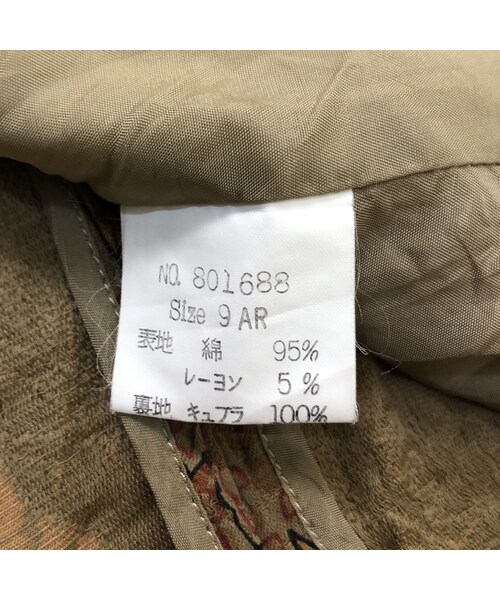 NO. 801688
Size 9 AR
表地 綿 95%
レーヨン 5%
裏地 キュプラ 100%